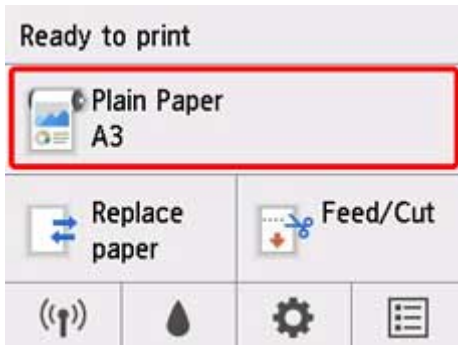 Ready to print
Plain Paper
A3
Replace
paper
Feed/Cut